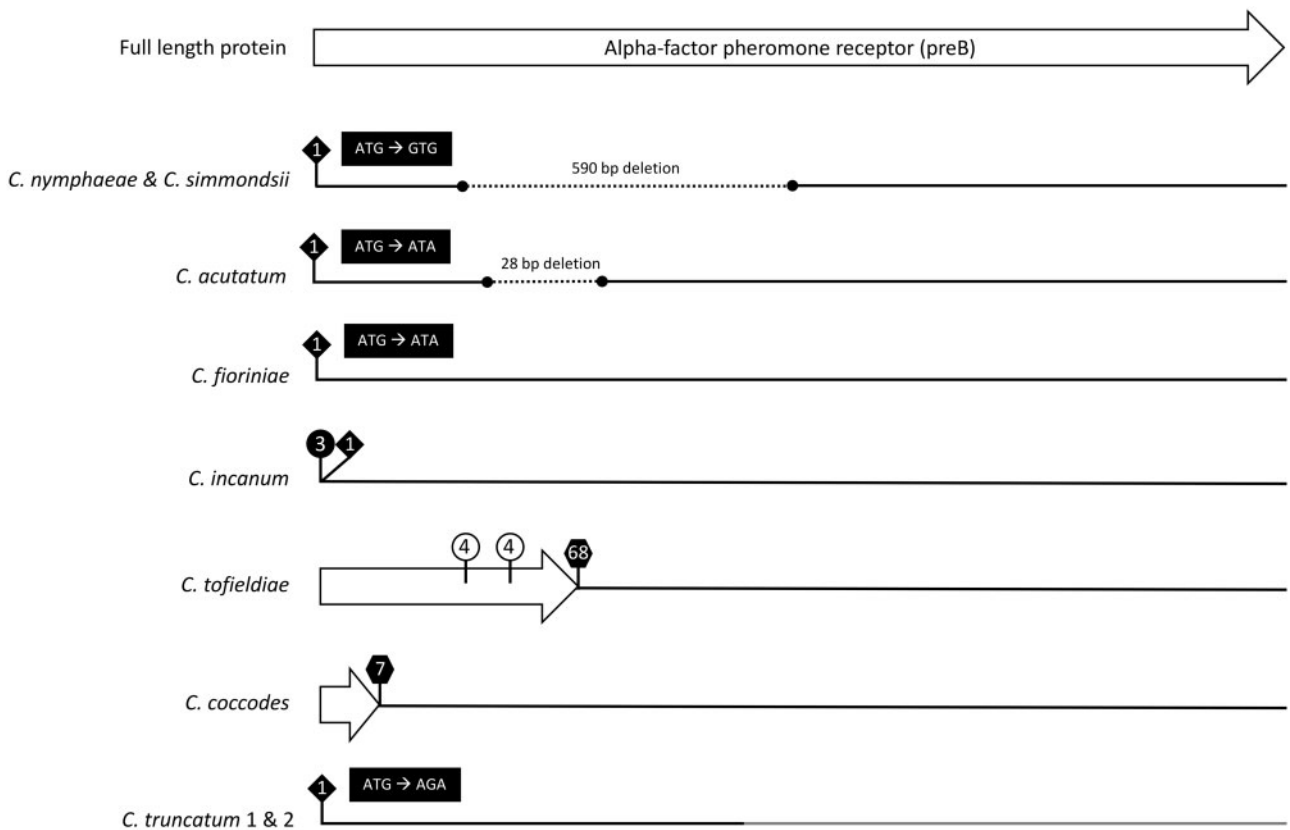 Full length protein
Alpha-factor pheromone receptor (preB)
1
ATG → GTG
590 bp deletion
C. nymphaeae & C. simmondsii
1
ATG → ATA
28 bp deletion
C. acutatum
1
ATG → ATA
C. fioriniae
3
1
C. incanum
4
4
68
C. tofieldiae
7
C. coccodes
1
ATG → AGA
C. truncatum 1 & 2